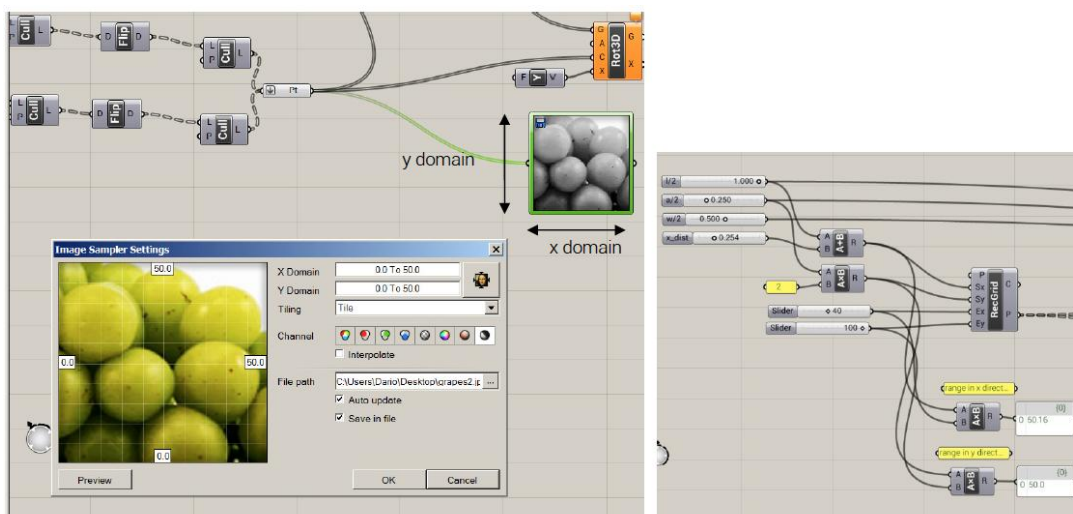 L
P
Cull
L
D
Flip
D
L
P
Cull
L
L
P
Cull
L
D
Flip
D
L
P
Cull
L
Pt
F
Y
V
G
A
C
X
Rot3D
G
X
y domain
x domain
Image Sampler Settings
50.0
0.0
50.0
0.0
X Domain
0.0 To 50.0
Y Domain
0.0 To 50.0
Tiling
Tile
Channel
Interpolate
File path
C:\Users\Dario\Desktop\grapes2.jp
...
Auto update
Save in file
Preview
OK
Cancel
l/2
1.000
a/2
0.250
w/2
0.500
x_dist
0.254
A
B
A+B
R
2
A
B
A×B
R
Slider
40
Slider
100
P
Sx
Sy
Ex
Ey
RecGrid
C
P
range in x direct...
A
B
A×B
R
{0}
0 50.16
range in y direct...
A
B
A×B
R
{0}
0 50.0